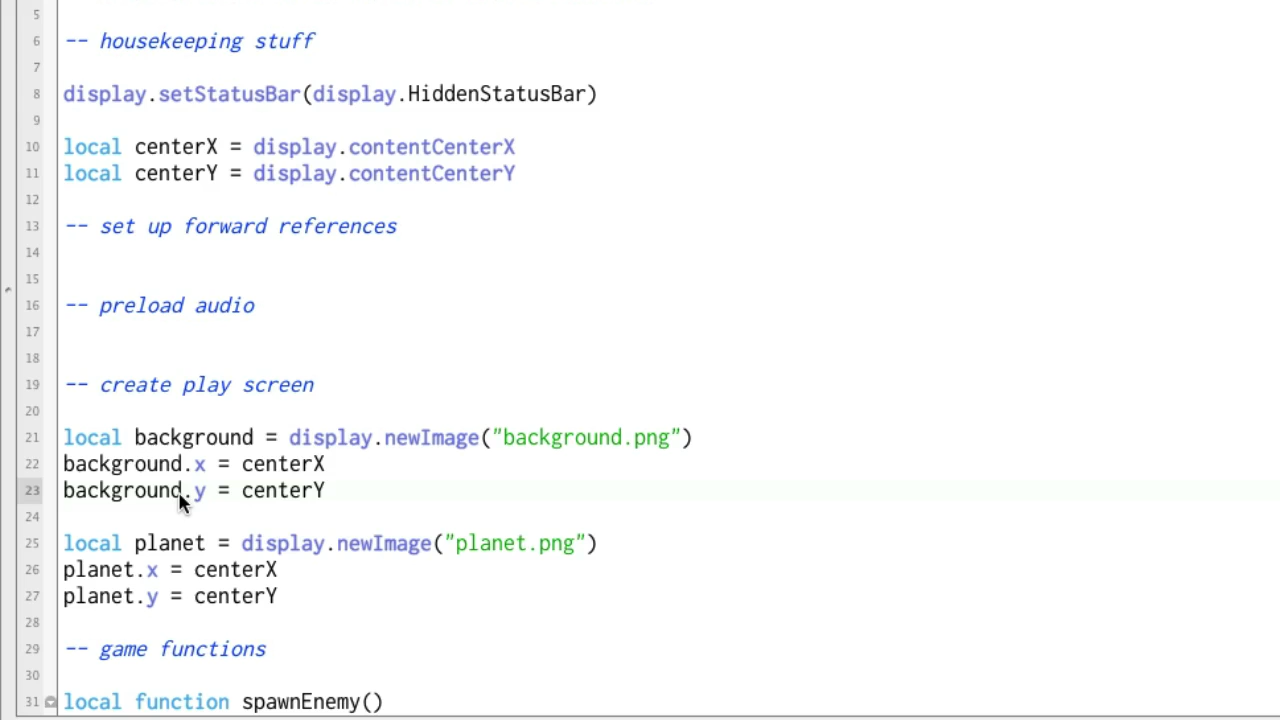 5
6 -- housekeeping stuff
7
8 display.setStatusBar(display.HiddenStatusBar)
9
10 local centerX = display.contentCenterX
11 local centerY = display.contentCenterY
12
13 -- set up forward references
14
15
16 -- preload audio
17
18
19 -- create play screen
20
21 local background = display.newImage("background.png")
22 background.x = centerX
23 background.y = centerY
24
25 local planet = display.newImage("planet.png")
26 planet.x = centerX
27 planet.y = centerY
28
29 -- game functions
30
31 local function spawnEnemy()